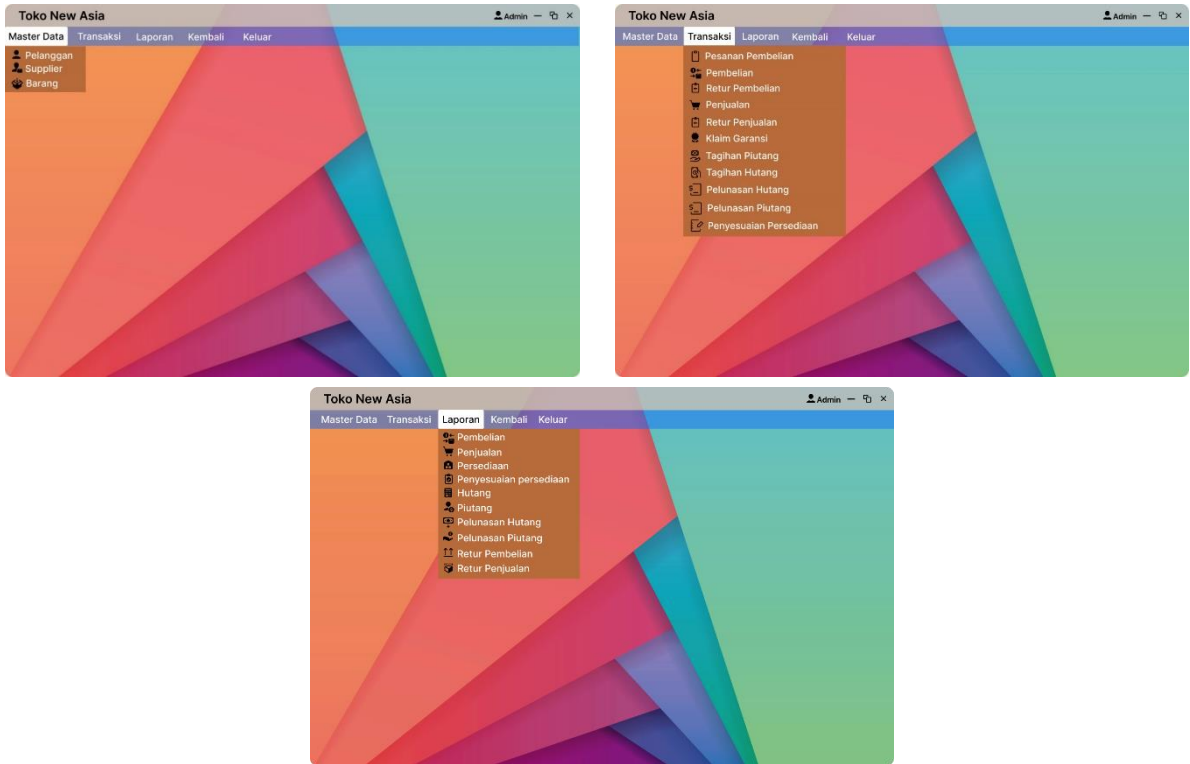 Toko New Asia Admin
Master Data Transaksi Laporan Kembali Keluar
Pelanggan
Supplier
Barang
Toko New Asia Admin
Master Data Transaksi Laporan Kembali Keluar
Pesanan Pembelian
Pembelian
Retur Pembelian
Penjualan
Retur Penjualan
Klaim Garansi
Tagihan Piutang
Tagihan Hutang
Pelunasan Hutang
Pelunasan Piutang
Penyesuaian Persediaan
Toko New Asia Admin
Master Data Transaksi Laporan Kembali Keluar
Pembelian
Penjualan
Persediaan
Penyesuaian persediaan
Hutang
Piutang
Pelunasan Hutang
Pelunasan Piutang
Retur Pembelian
Retur Penjualan